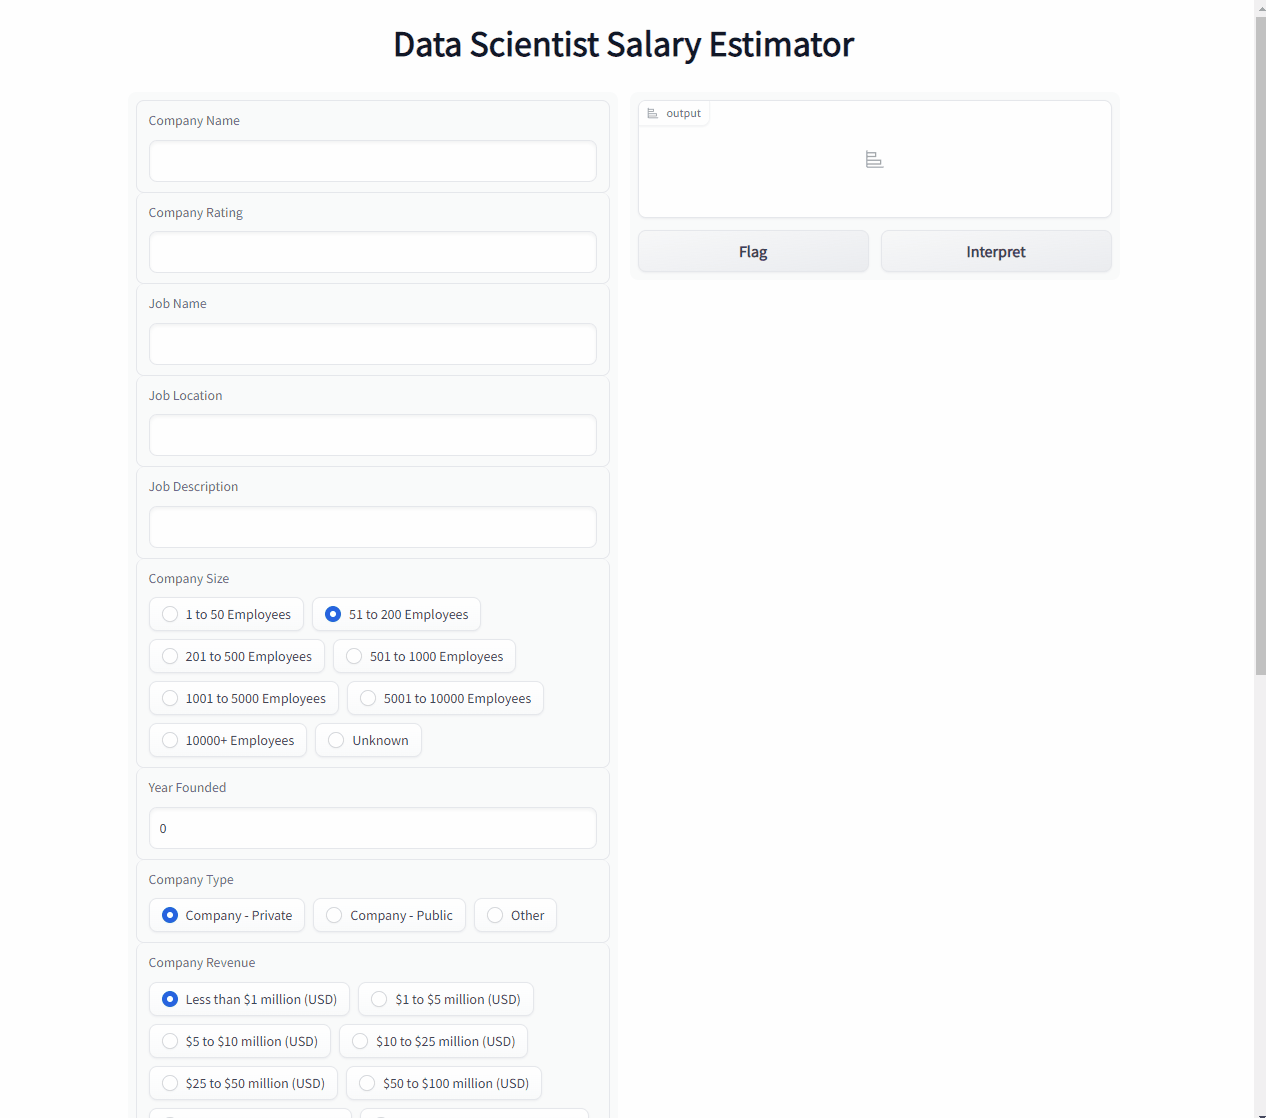 Data Scientist Salary Estimator
Company Name
Company Rating
Job Name
Job Location
Job Description
Company Size
1 to 50 Employees
51 to 200 Employees
201 to 500 Employees
501 to 1000 Employees
1001 to 5000 Employees
5001 to 10000 Employees
10000+ Employees
Unknown
Year Founded
0
Company Type
Company - Private
Company - Public
Other
Company Revenue
Less than $1 million (USD)
$1 to $5 million (USD)
$5 to $10 million (USD)
$10 to $25 million (USD)
$25 to $50 million (USD)
$50 to $100 million (USD)
output
Flag
Interpret